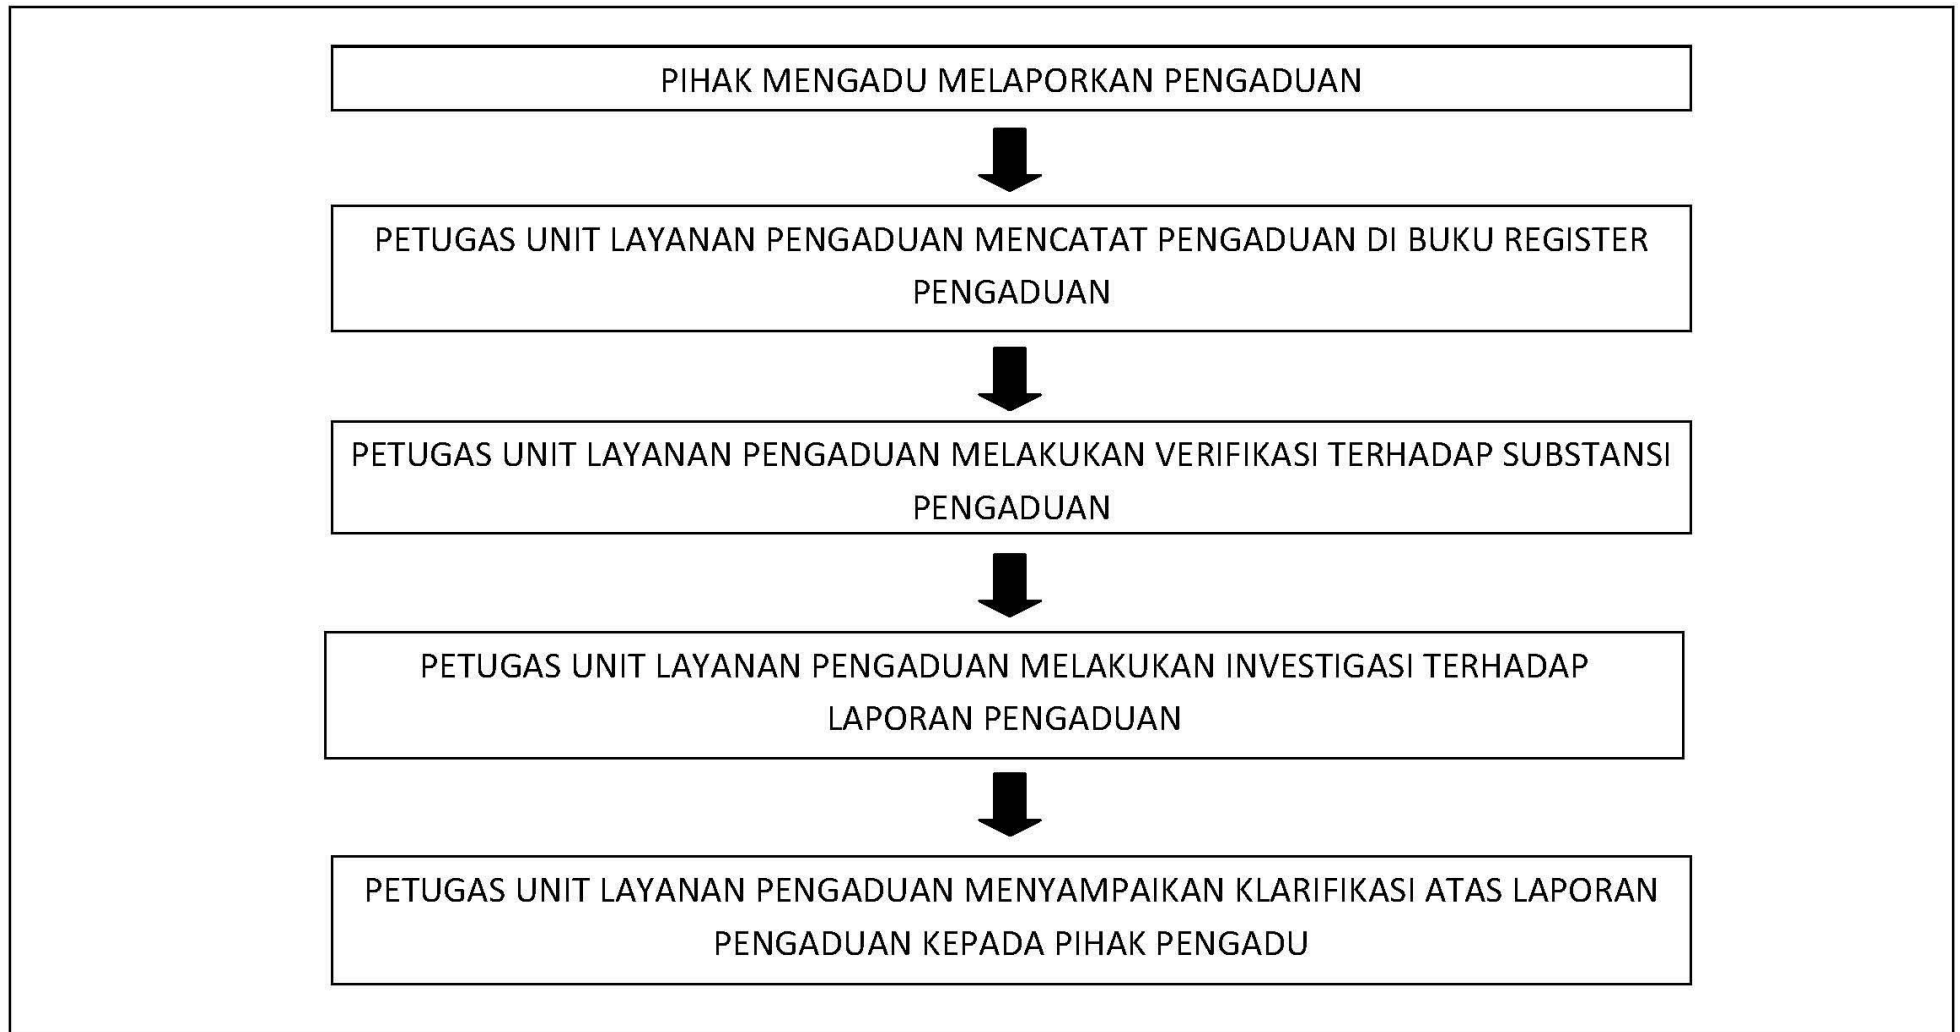 PIHAK MENGADU MELAPORKAN PENGADUAN
PETUGAS UNIT LAYANAN PENGADUAN MENCATAT PENGADUAN DI BUKU REGISTER
PENGADUAN
PETUGAS UNIT LAYANAN PENGADUAN MELAKUKAN VERIFIKASI TERHADAP SUBSTANSI
PENGADUAN
PETUGAS UNIT LAYANAN PENGADUAN MELAKUKAN INVESTIGASI TERHADAP
LAPORAN PENGADUAN
PETUGAS UNIT LAYANAN PENGADUAN MENYAMPAIKAN KLARIFIKASI ATAS LAPORAN
PENGADUAN KEPADA PIHAK PENGADU